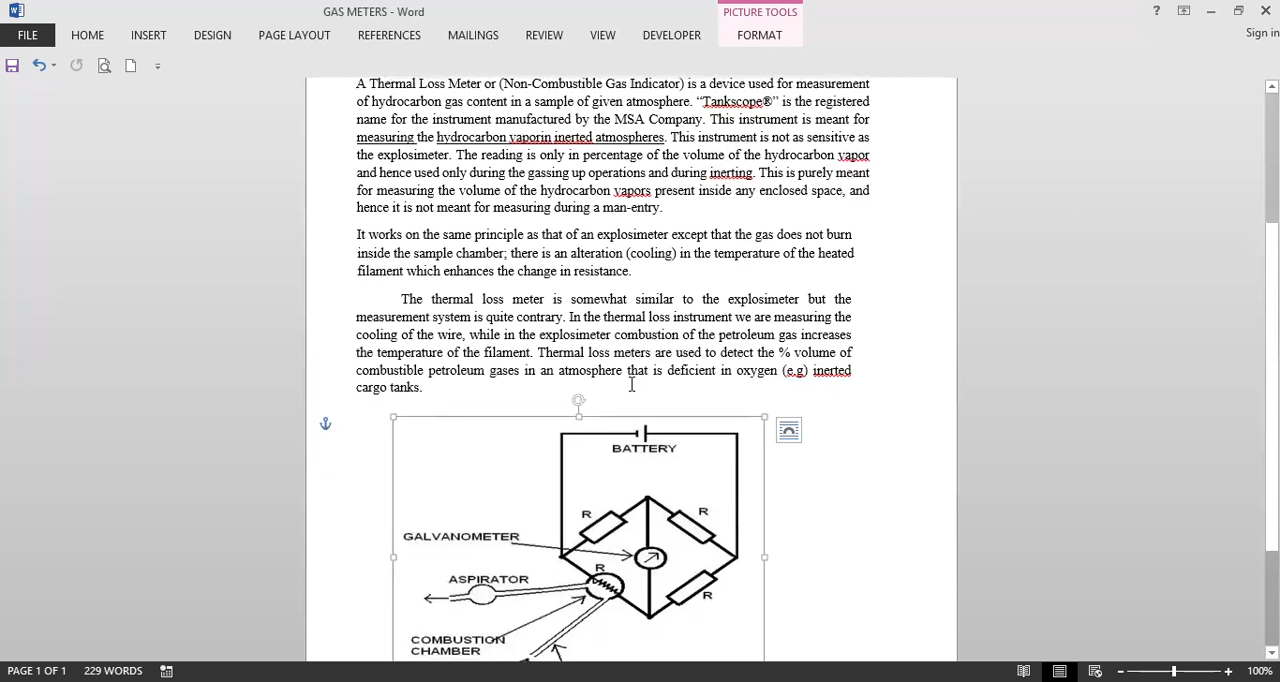 GAS METERS - Word
PICTURE TOOLS
?
FILE HOME INSERT DESIGN PAGE LAYOUT REFERENCES MAILINGS REVIEW VIEW DEVELOPER FORMAT Sign in
A Thermal Loss Meter or (Non-Combustible Gas Indicator) is a device used for measurement
of hydrocarbon gas content in a sample of given atmosphere. “Tankscope®” is the registered
name for the instrument manufactured by the MSA Company. This instrument is meant for
measuring the hydrocarbon vaporin inerted atmospheres. This instrument is not as sensitive as
the explosimeter. The reading is only in percentage of the volume of the hydrocarbon vapor
and hence used only during the gassing up operations and during inerting. This is purely meant
for measuring the volume of the hydrocarbon vapors present inside any enclosed space, and
hence it is not meant for measuring during a man-entry.
It works on the same principle as that of an explosimeter except that the gas does not burn
inside the sample chamber; there is an alteration (cooling) in the temperature of the heated
filament which enhances the change in resistance.
The thermal loss meter is somewhat similar to the explosimeter but the
measurement system is quite contrary. In the thermal loss instrument we are measuring the
cooling of the wire, while in the explosimeter combustion of the petroleum gas increases
the temperature of the filament. Thermal loss meters are used to detect the % volume of
combustible petroleum gases in an atmosphere that is deficient in oxygen (e.g) inerted
cargo tanks.
BATTERY
R
R
GALVANOMETER
R
ASPIRATOR
R
COMBUSTION
CHAMBER
PAGE 1 OF 1 229 WORDS 100%